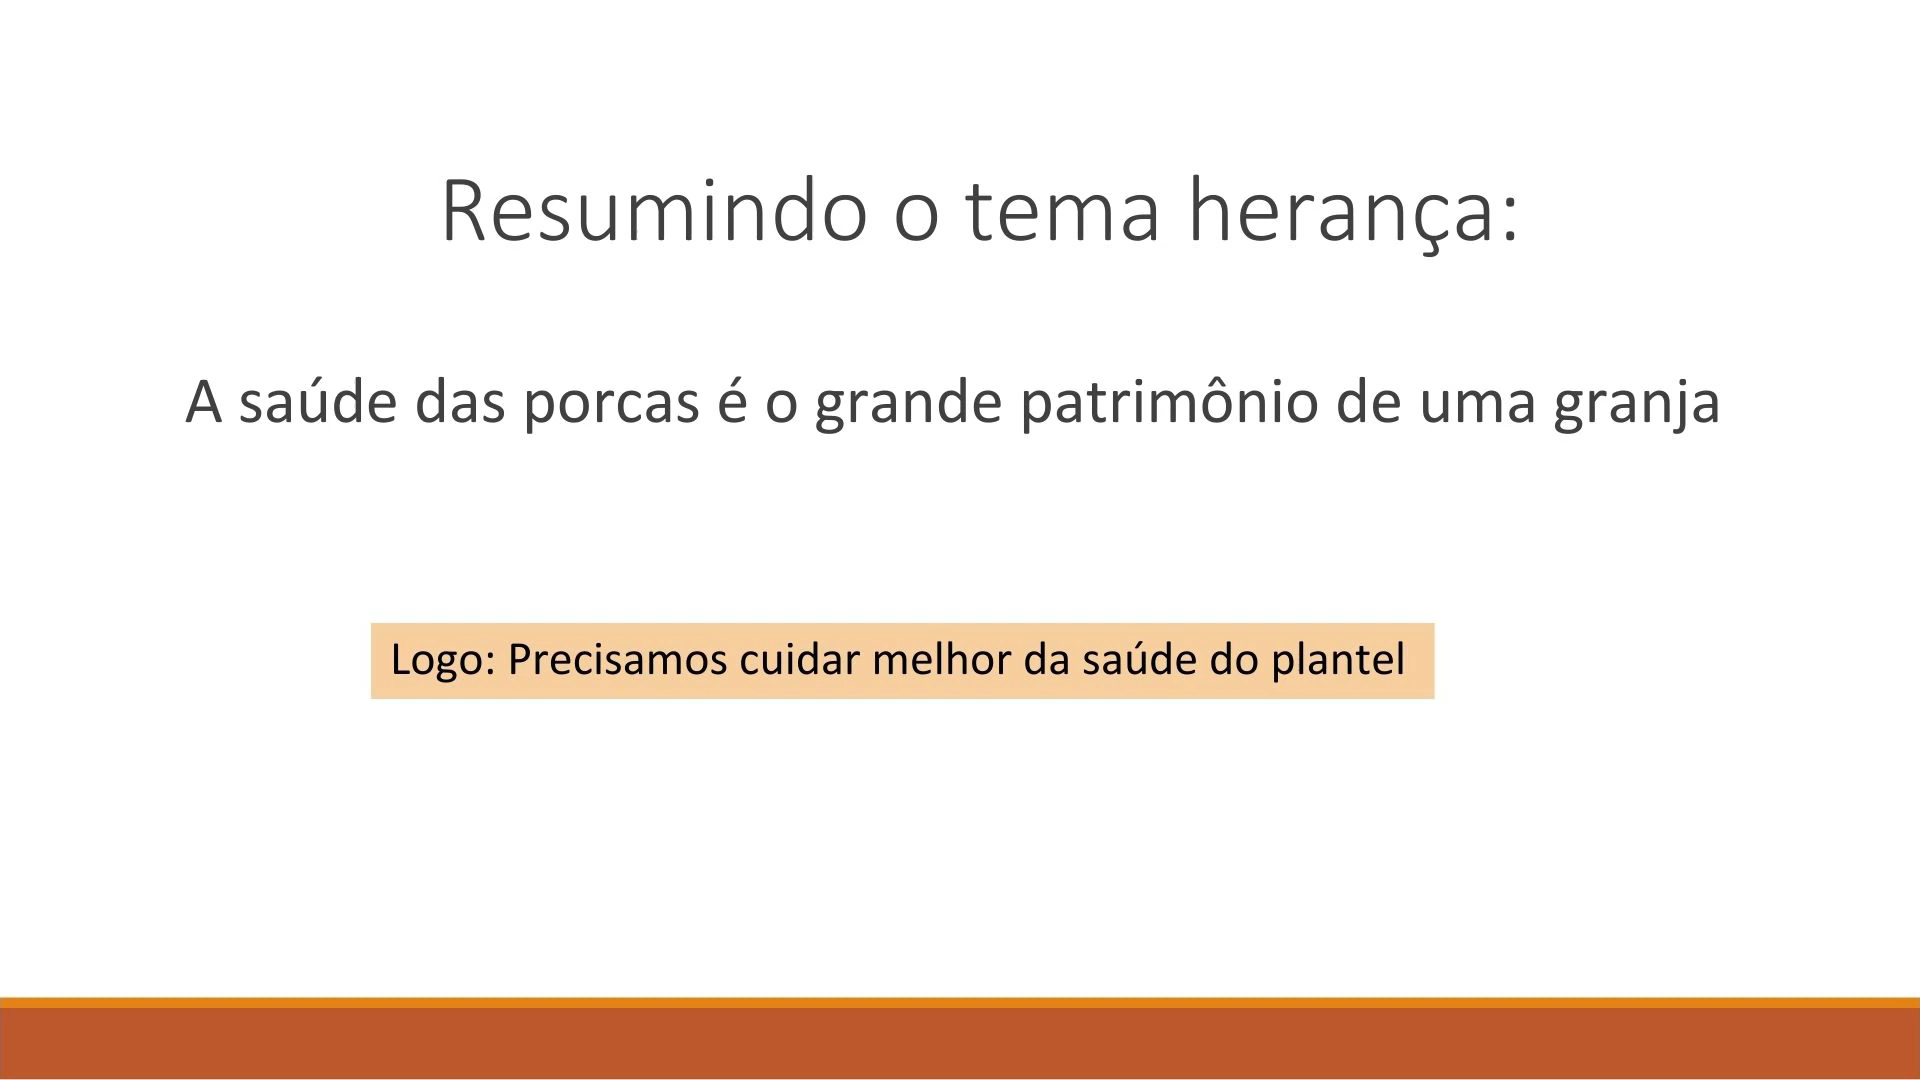 Resumindo o tema herança:
A saúde das porcas é o grande patrimônio de uma granja
Logo: Precisamos cuidar melhor da saúde do plantel